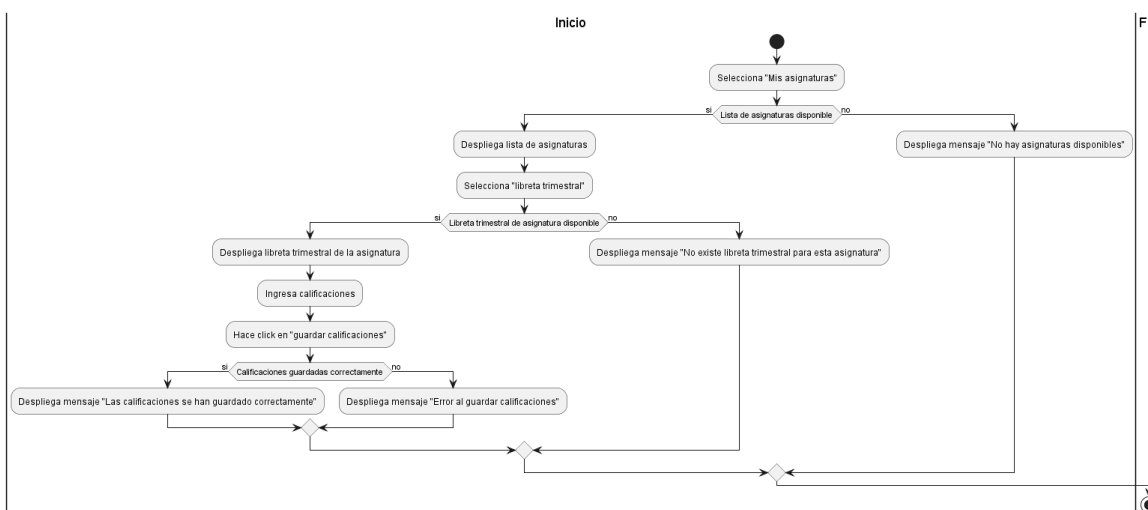 Inicio
F
Selecciona "Mis asignaturas"
si
Lista de asignaturas disponible
no
Despliega lista de asignaturas
Despliega mensaje "No hay asignaturas disponibles"
Selecciona "libreta trimestral"
si
Libreta trimestral de asignatura disponible
no
Despliega libreta trimestral de la asignatura
Despliega mensaje "No existe libreta trimestral para esta asignatura"
Ingresa calificaciones
Hace click en "guardar calificaciones"
si
Calificaciones guardadas correctamente
no
Despliega mensaje "Las calificaciones se han guardado correctamente"
Despliega mensaje "Error al guardar calificaciones"